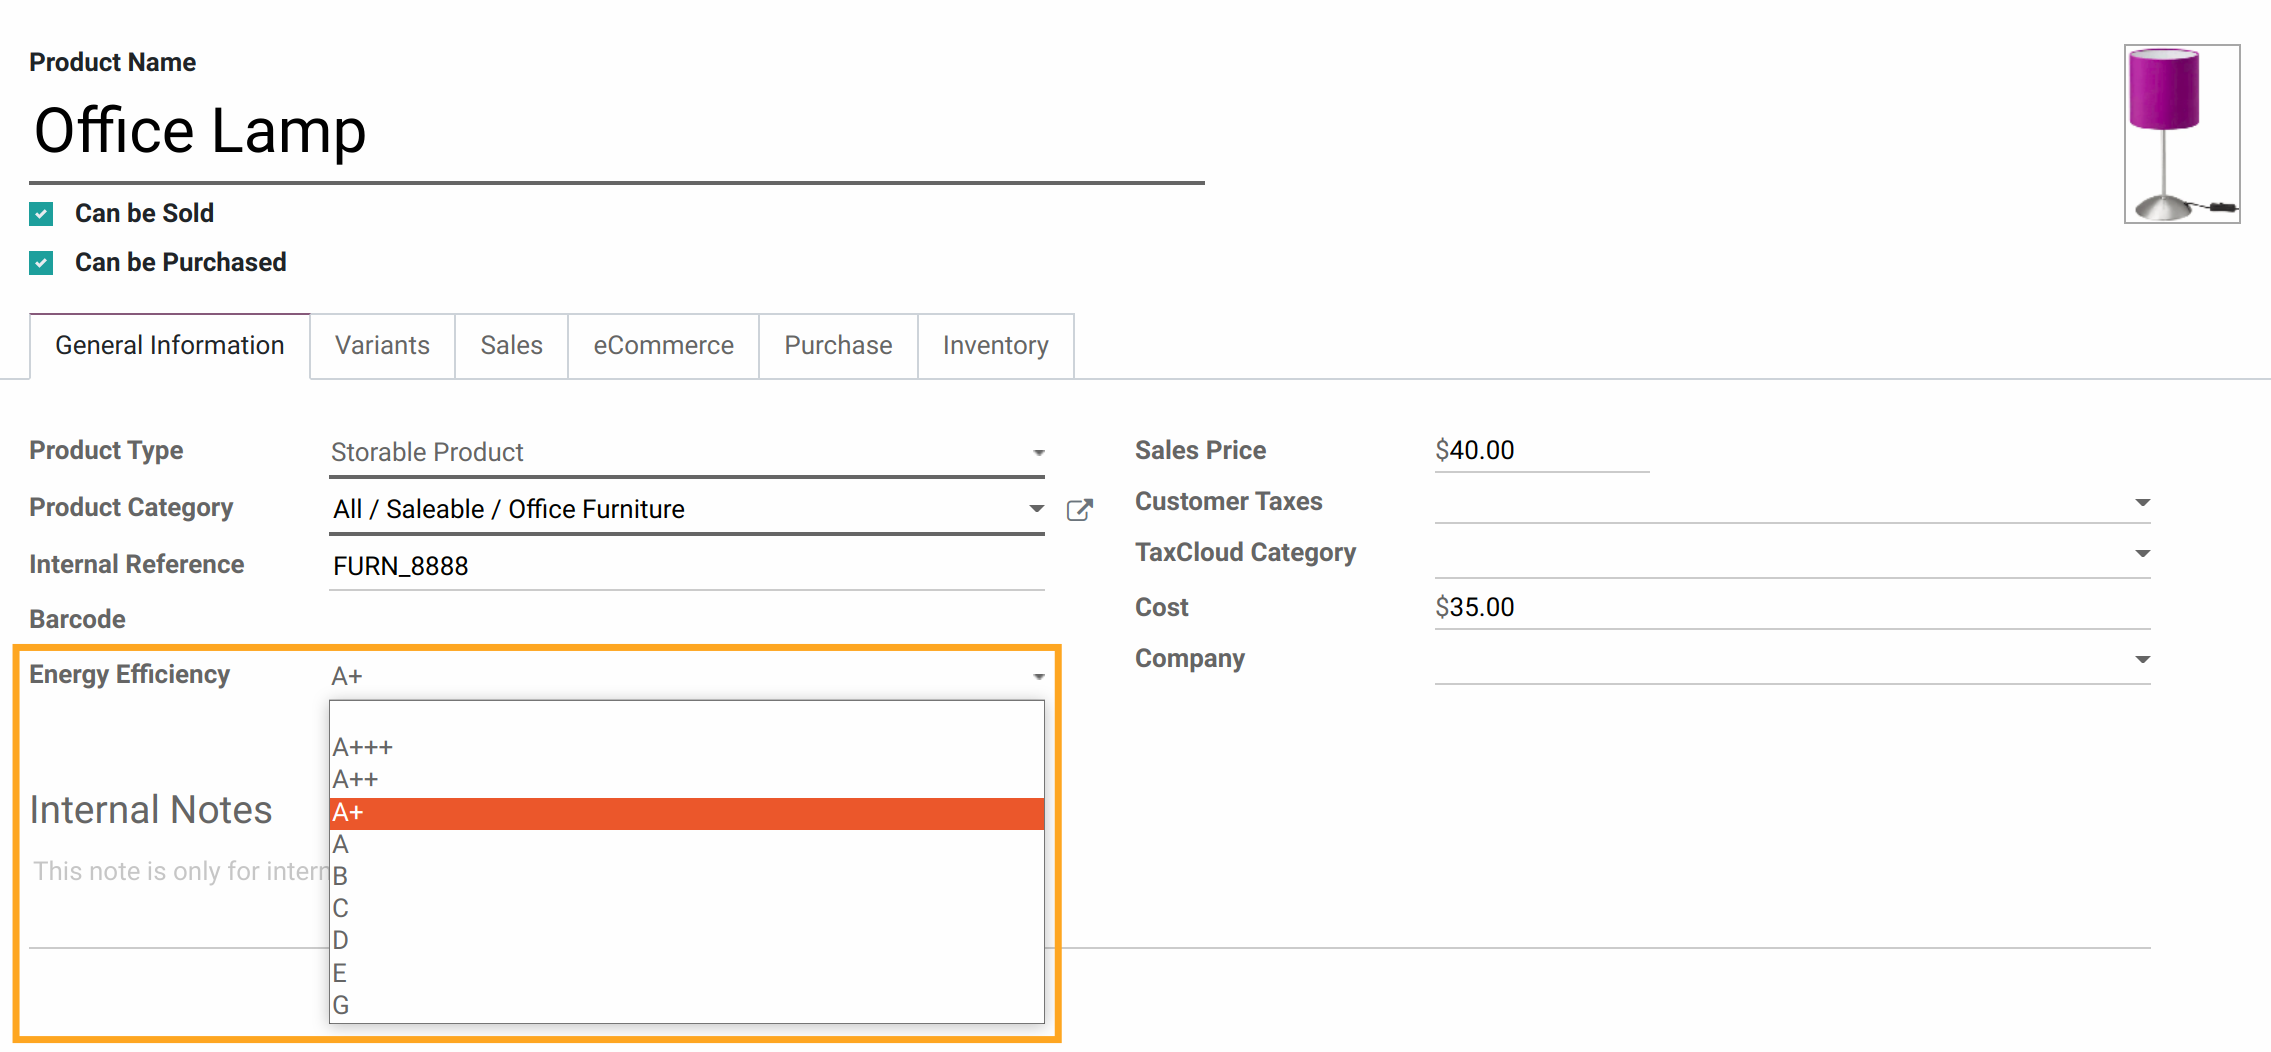 Product Name
Office Lamp
Can be Sold
Can be Purchased
General Information Variants Sales eCommerce Purchase Inventory
Product Type Storable Product
Product Category All / Saleable / Office Furniture
Internal Reference FURN_8888
Barcode
Energy Efficiency A+
A+++
A++
A+
A
B
C
D
E
G
Internal Notes
This note is only for intern
Sales Price $40.00
Customer Taxes
TaxCloud Category
Cost $35.00
Company